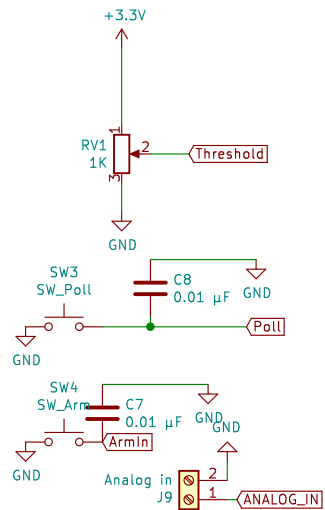 +3.3V
1
RV1
1K
2
Threshold
3
GND
SW3
SW_Poll
C8
0.01 µF
GND
Poll
GND
SW4
SW_Arm
C7
0.01 µF
GND
GND
ArmIn
GND
Analog in
J9
2
1
ANALOG_IN